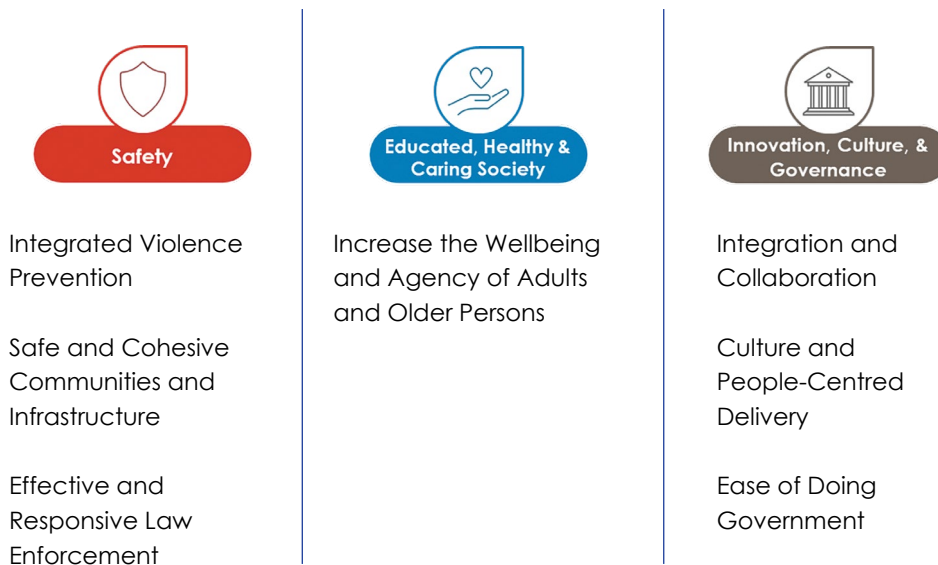 Safety
Integrated Violence
Prevention
Safe and Cohesive
Communities and
Infrastructure
Effective and
Responsive Law
Enforcement
Educated, Healthy &
Caring Society
Increase the Wellbeing
and Agency of Adults
and Older Persons
Innovation, Culture, &
Governance
Integration and
Collaboration
Culture and
People-Centred
Delivery
Ease of Doing
Government